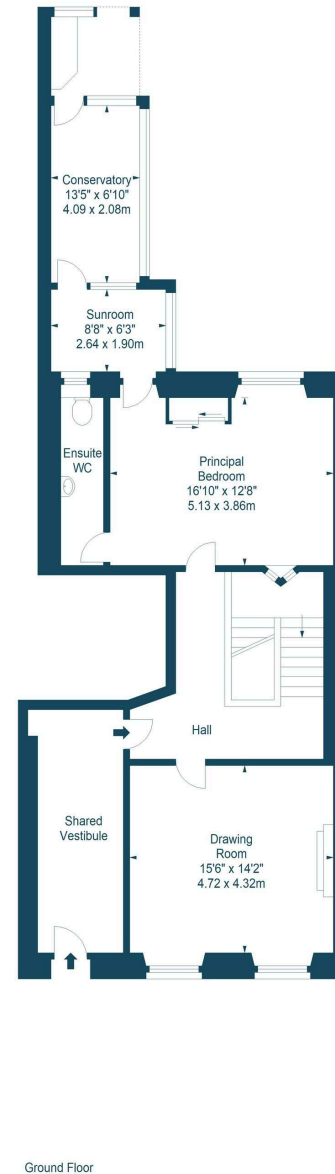 Conservatory
13'5" x 6'10"
4.09 x 2.08m
Sunroom
8'8" x 6'3"
2.64 x 1.90m
Ensuite
WC
Principal
Bedroom
16'10" x 12'8"
5.13 x 3.86m
Hall
Shared
Vestibule
Drawing
Room
15'6" x 14'2"
4.72 x 4.32m
Ground Floor